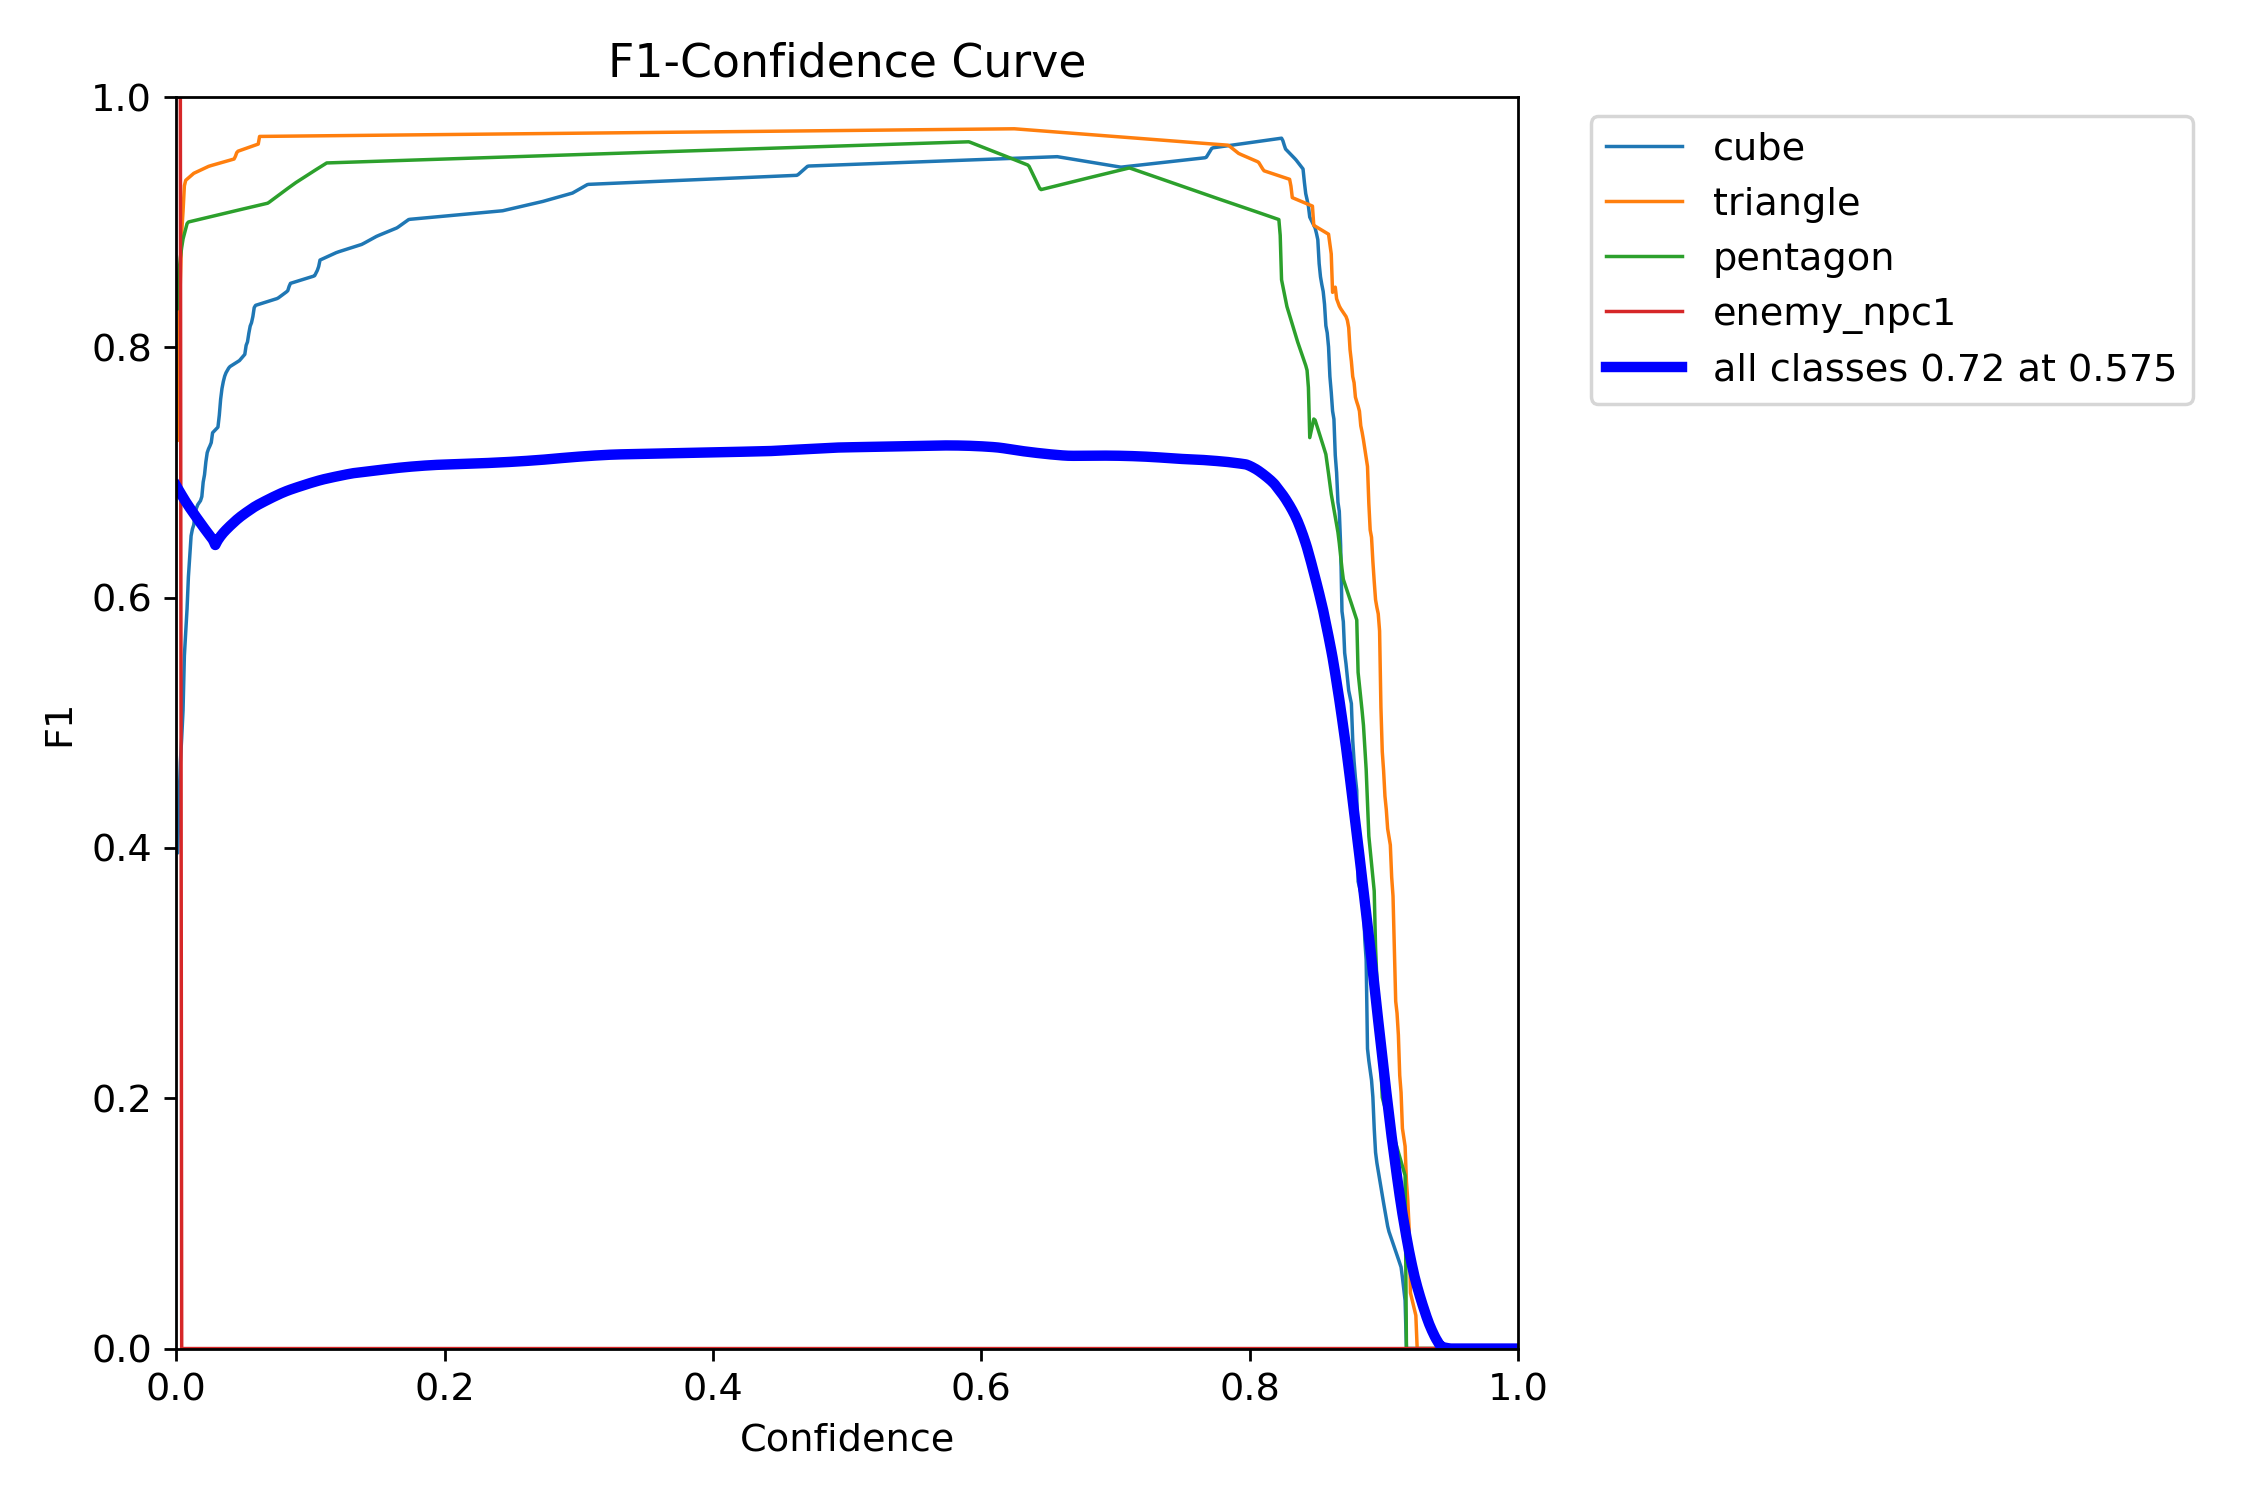 F1-Confidence Curve
1.0
0.8
0.6
0.4
0.2
0.0
F1
0.0 0.2 0.4 0.6 0.8 1.0
Confidence
cube
triangle
pentagon
enemy_npc1
all classes 0.72 at 0.575